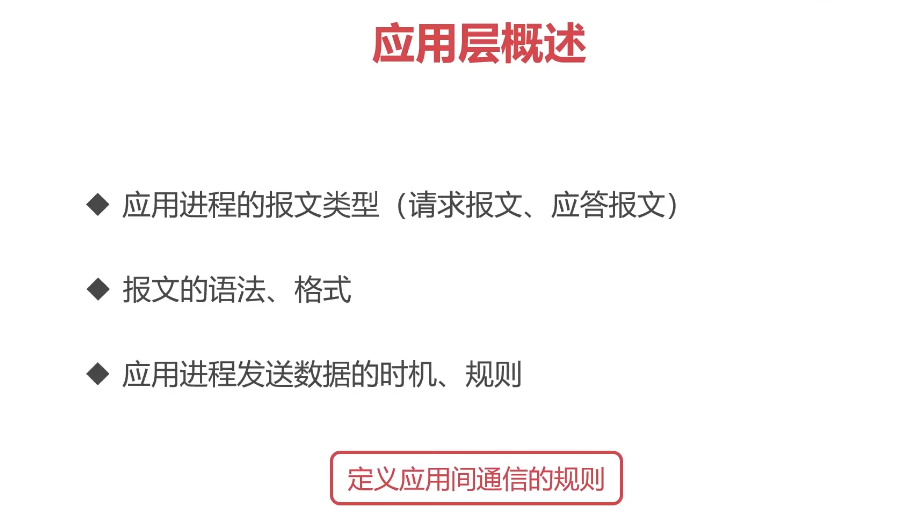 应用层概述
◆ 应用进程的报文类型（请求报文、应答报文）
◆ 报文的语法、格式
◆ 应用进程发送数据的时机、规则
定义应用间通信的规则